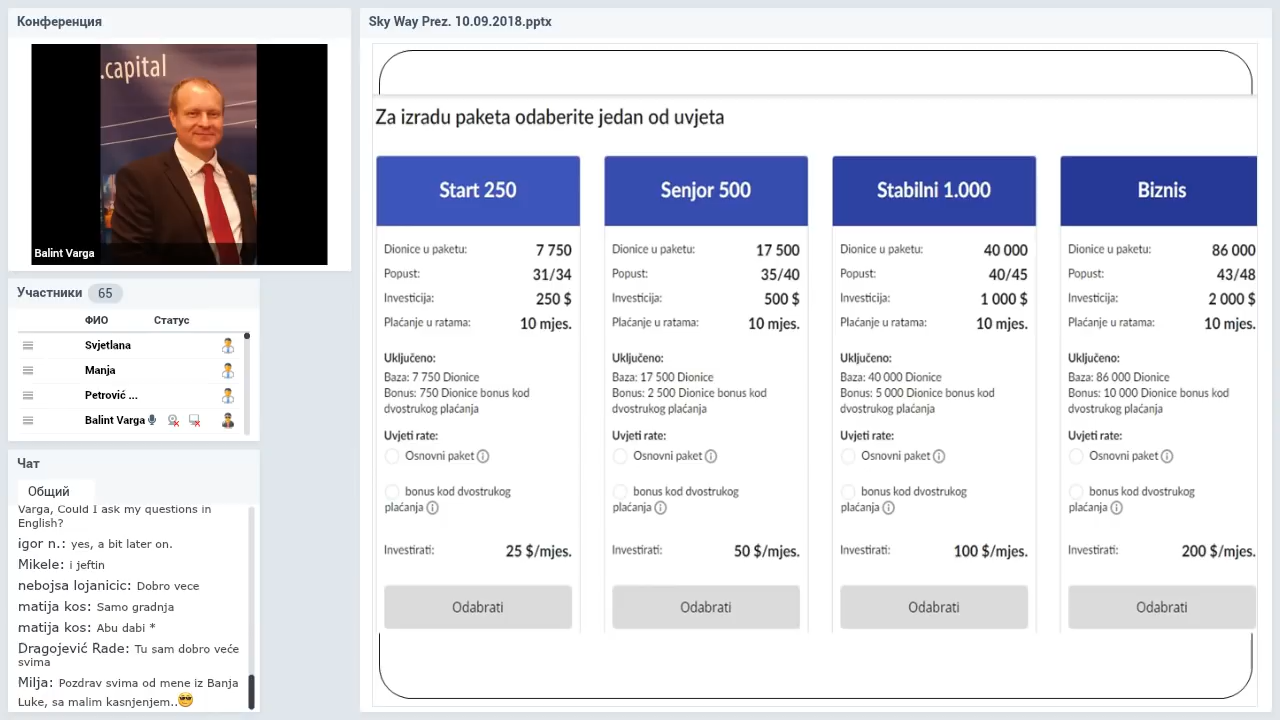 Конференция
.capital
Balint Varga
Участники 65
ФИО Статус
Svjetlana
Manja
Petrović ...
Balint Varga
Чат
Общий
Varga, Could I ask my questions in
English?
igor n.: yes, a bit later on.
Mikele: i jeftin
nebojsa lojanicic: Dobro vece
matija kos: Samo gradnja
matija kos: Abu dabi *
Dragojević Rade: Tu sam dobro veče
svima
Milja: Pozdrav svima od mene iz Banja
Luke, sa malim kasnjenjem..😎
Sky Way Prez. 10.09.2018.pptx
Za izradu paketa odaberite jedan od uvjeta
Start 250
Dionice u paketu: 7 750
Popust: 31/34
Investicija: 250 $
Plaćanje u ratama: 10 mjes.
Uključeno:
Baza: 7 750 Dionice
Bonus: 750 Dionice bonus kod
dvostrukog plaćanja
Uvjeti rate:
Osnovni paket
bonus kod dvostrukog
plaćanja
Investirati: 25 $/mjes.
Odabrati
Senjor 500
Dionice u paketu: 17 500
Popust: 35/40
Investicija: 500 $
Plaćanje u ratama: 10 mjes.
Uključeno:
Baza: 17 500 Dionice
Bonus: 2 500 Dionice bonus kod
dvostrukog plaćanja
Uvjeti rate:
Osnovni paket
bonus kod dvostrukog
plaćanja
Investirati: 50 $/mjes.
Odabrati
Stabilni 1.000
Dionice u paketu: 40 000
Popust: 40/45
Investicija: 1 000 $
Plaćanje u ratama: 10 mjes.
Uključeno:
Baza: 40 000 Dionice
Bonus: 5 000 Dionice bonus kod
dvostrukog plaćanja
Uvjeti rate:
Osnovni paket
bonus kod dvostrukog
plaćanja
Investirati: 100 $/mjes.
Odabrati
Biznis
Dionice u paketu: 86 000
Popust: 43/48
Investicija: 2 000 $
Plaćanje u ratama: 10 mjes.
Uključeno:
Baza: 86 000 Dionice
Bonus: 10 000 Dionice bonus kod
dvostrukog plaćanja
Uvjeti rate:
Osnovni paket
bonus kod dvostrukog
plaćanja
Investirati: 200 $/mjes.
Odabrati